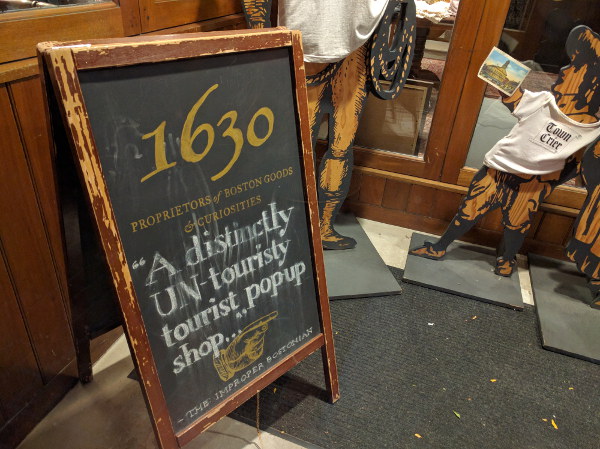 1630
PROPRIETORS of BOSTON GOODS
& CURIOSITIES
"A distinctly
UN-touristy
tourist popup
shop..."
- THE IMPROPER BOSTONIAN
Town
Crier